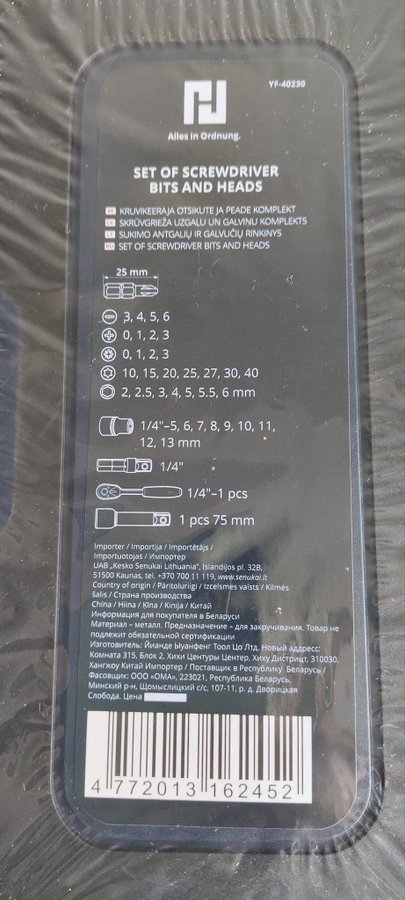 YF-40230
Alles in Ordnung.
SET OF SCREWDRIVER
BITS AND HEADS
EE KRUVIKEERAJA OTSIKUTE JA PEADE KOMPLEKT
LV SKRŪVGRIEŽA UZGAĻU UN GALVIŅU KOMPLEKTS
LT SUKIMO ANTGALIŲ IR GALVUČIŲ RINKINYS
RU SET OF SCREWDRIVER BITS AND HEADS
25 mm
3, 4, 5, 6
0, 1, 2, 3
0, 1, 2, 3
10, 15, 20, 25, 27, 30, 40
2, 2.5, 3, 4, 5, 5.5, 6 mm
1/4"–5, 6, 7, 8, 9, 10, 11,
12, 13 mm
1/4"
1/4"–1 pcs
1 pcs 75 mm
Importer / Importija / Importētājs /
Importuotojas / Импортер
UAB „Kesko Senukai Lithuania", Islandijos pl. 32B,
51500 Kaunas, tel. +370 700 11 119, www.senukai.lt
Country of origin / Päritoluriigi / Izcelsmes valsts / Kilmės
šalis / Страна производства
China / Hiina / Ķīna / Kinija / Китай
Информация для покупателя в Беларуси
Материал – металл. Предназначение – для закручивания. Товар не
подлежит обязательной сертификации
Изготовитель: Йианде Ыуанфенг Тоол Цо Лтд. Новый адрес:
Комната 315, Блок 2, Хихи Центуры Центер, Хиху Дистрицт, 310030,
Хангжоу Китай Импортер / Поставщик в Республику Беларусь /
Фасовщик: ООО «ОМА», 223021, Республика Беларусь,
Минский р-н, Щомыслицкий с/с, 107-11, р. д. Дворицкая
Слобода. Цена
4 772013 162452